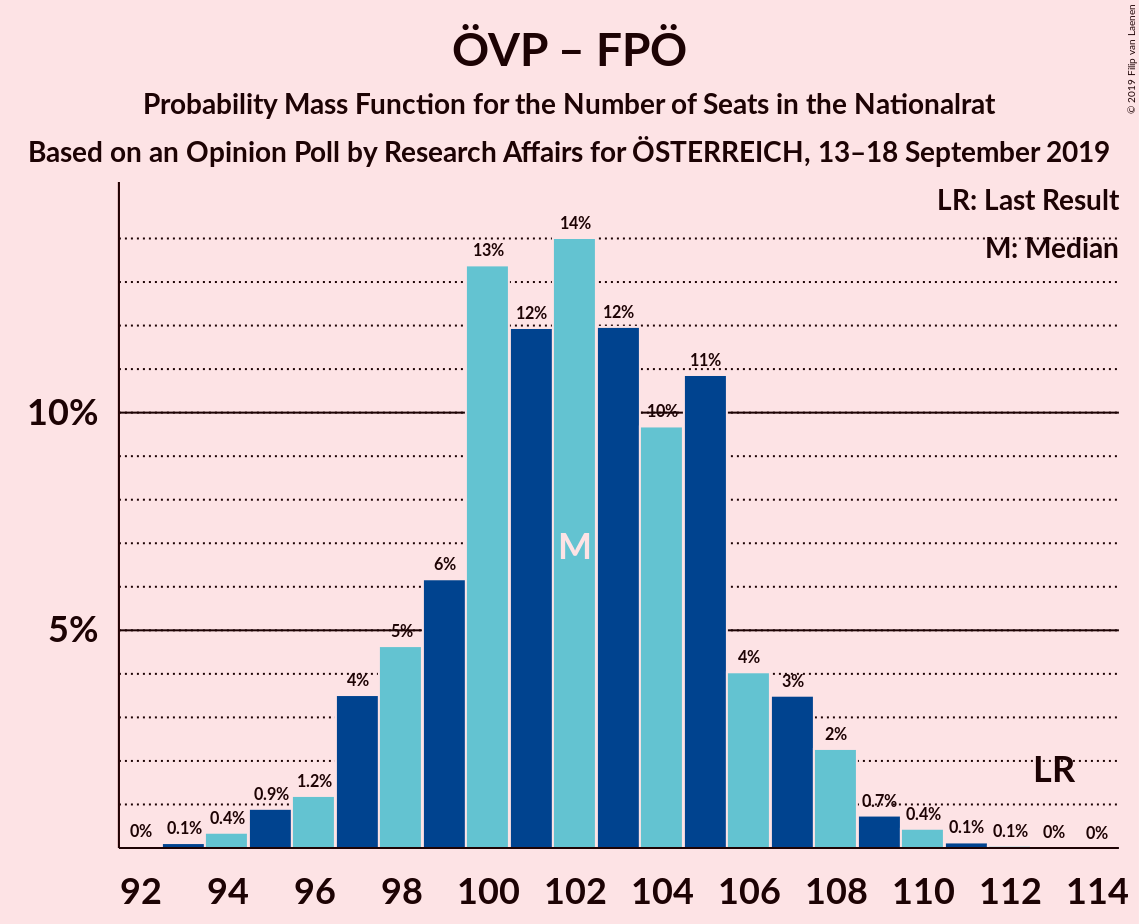 ÖVP – FPÖ
Probability Mass Function for the Number of Seats in the Nationalrat
Based on an Opinion Poll by Research Affairs for ÖSTERREICH, 13–18 September 2019
© 2019 Filip van Laenen
LR: Last Result
M: Median
14%
13%
12%
12%
11%
10%
10%
M
6%
5%
5%
4%
4%
3%
2%
LR
1.2%
0.9%
0.7%
0.4%
0.4%
0%
0.1%
0.1%
0.1%
0%
0%
92 94 96 98 100 102 104 106 108 110 112 114